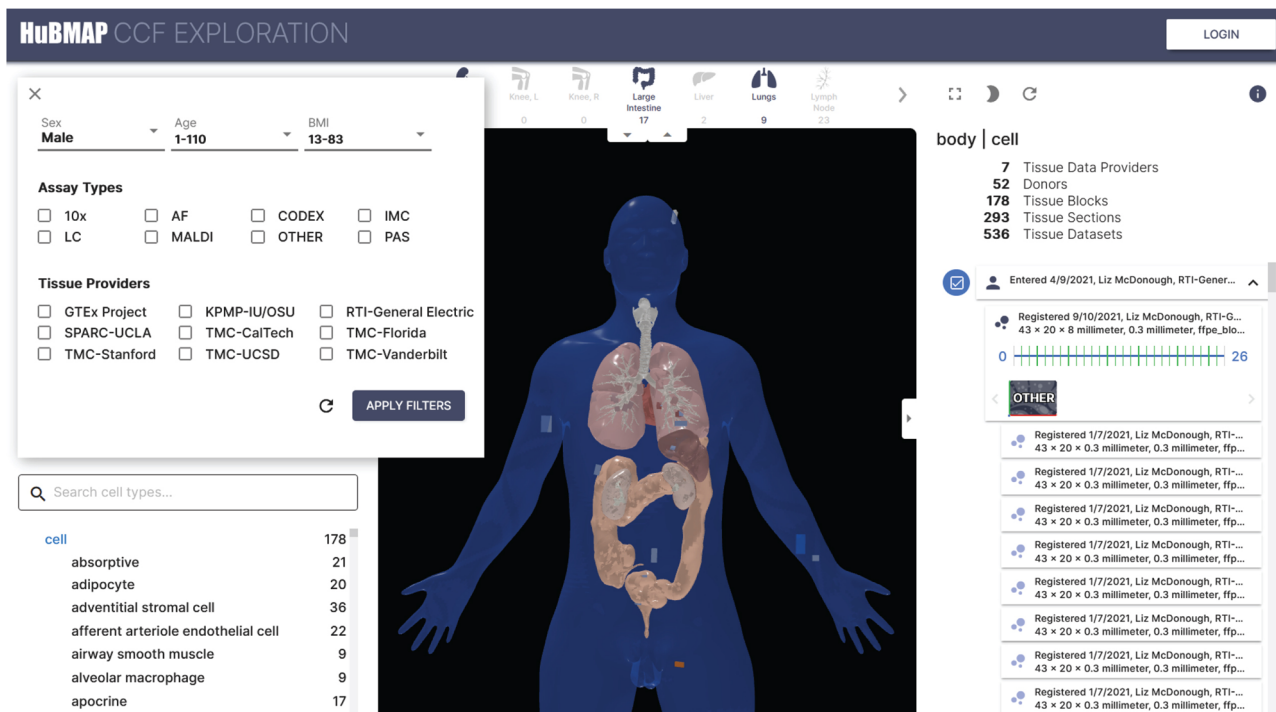 HuBMAP CCF EXPLORATION
LOGIN
Sex
Male
Age
1-110
BMI
13-83
Assay Types
10x
AF
CODEX
IMC
LC
MALDI
OTHER
PAS
Tissue Providers
GTEx Project
KPMP-IU/OSU
RTI-General Electric
SPARC-UCLA
TMC-CalTech
TMC-Florida
TMC-Stanford
TMC-UCSD
TMC-Vanderbilt
APPLY FILTERS
Search cell types...
cell 178
absorptive 21
adipocyte 20
adventitial stromal cell 36
afferent arteriole endothelial cell 22
airway smooth muscle 9
alveolar macrophage 9
apocrine 17
Knee, L
0
Knee, R
0
Large
Intestine
17
Liver
2
Lungs
9
Lymph
Node
23
body | cell
7 Tissue Data Providers
52 Donors
178 Tissue Blocks
293 Tissue Sections
536 Tissue Datasets
Entered 4/9/2021, Liz McDonough, RTI-Gener...
Registered 9/10/2021, Liz McDonough, RTI-G...
43 × 20 × 8 millimeter, 0.3 millimeter, ffpe_blo...
0 26
OTHER
Registered 1/7/2021, Liz McDonough, RTI-...
43 × 20 × 0.3 millimeter, 0.3 millimeter, ffp...
Registered 1/7/2021, Liz McDonough, RTI-...
43 × 20 × 0.3 millimeter, 0.3 millimeter, ffp...
Registered 1/7/2021, Liz McDonough, RTI-...
43 × 20 × 0.3 millimeter, 0.3 millimeter, ffp...
Registered 1/7/2021, Liz McDonough, RTI-...
43 × 20 × 0.3 millimeter, 0.3 millimeter, ffp...
Registered 1/7/2021, Liz McDonough, RTI-...
43 × 20 × 0.3 millimeter, 0.3 millimeter, ffp...
Registered 1/7/2021, Liz McDonough, RTI-...
43 × 20 × 0.3 millimeter, 0.3 millimeter, ffp...
Registered 1/7/2021, Liz McDonough, RTI-...
43 × 20 × 0.3 millimeter, 0.3 millimeter, ffp...
Registered 1/7/2021, Liz McDonough, RTI-...
43 × 20 × 0.3 millimeter, 0.3 millimeter, ffp...